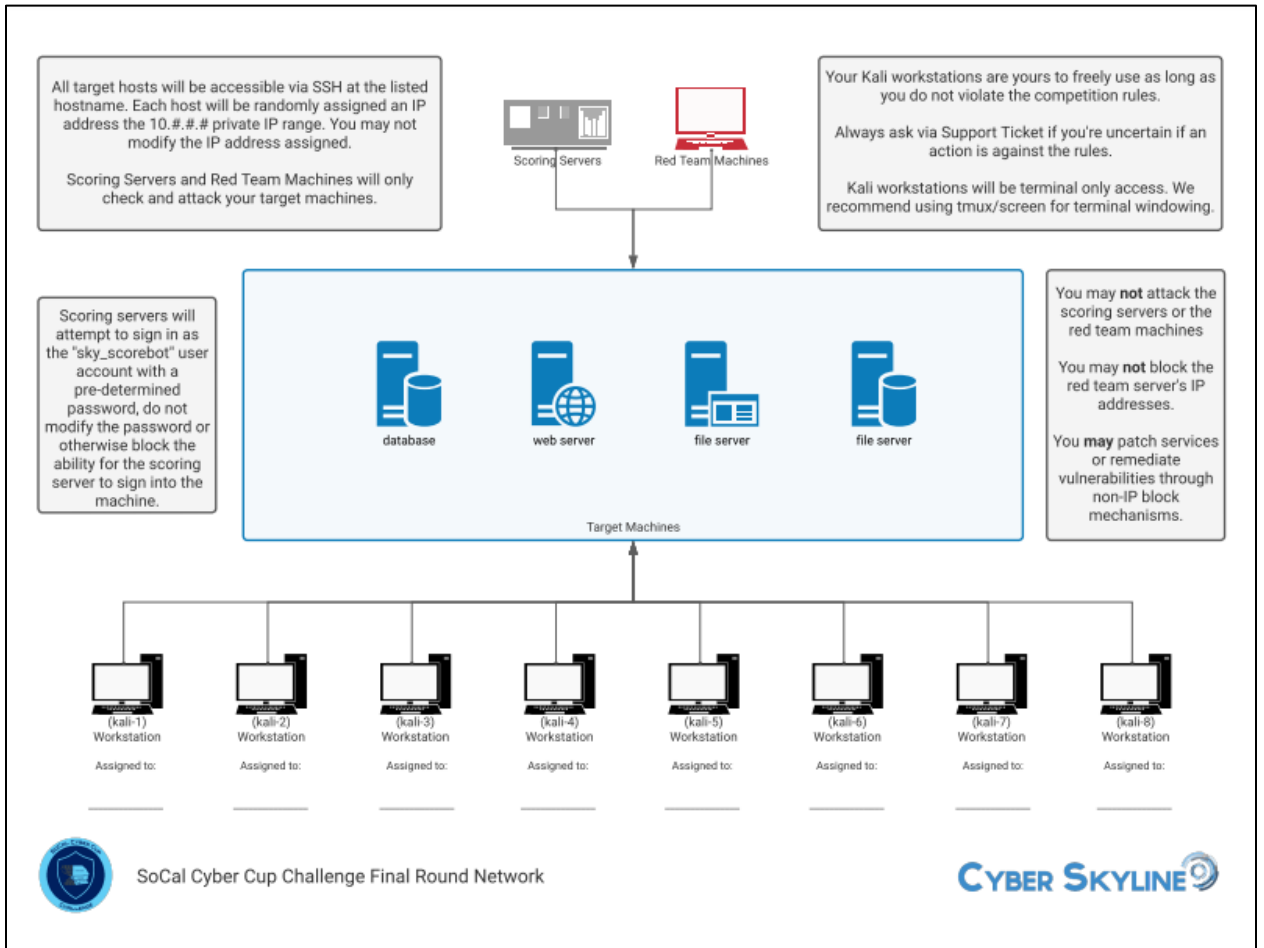 All target hosts will be accessible via SSH at the listed
hostname. Each host will be randomly assigned an IP
address the 10.#.#.# private IP range. You may not
modify the IP address assigned.
Scoring Servers and Red Team Machines will only
check and attack your target machines.
Scoring Servers
Red Team Machines
Your Kali workstations are yours to freely use as long as
you do not violate the competition rules.
Always ask via Support Ticket if you're uncertain if an
action is against the rules.
Kali workstations will be terminal only access. We
recommend using tmux/screen for terminal windowing.
Scoring servers will
attempt to sign in as
the "sky_scorebot" user
account with a
pre-determined
password, do not
modify the password or
otherwise block the
ability for the scoring
server to sign into the
machine.
database
web server
file server
file server
Target Machines
You may not attack the
scoring servers or the
red team machines
You may not block the
red team server's IP
addresses.
You may patch services
or remediate
vulnerabilities through
non-IP block
mechanisms.
(kali-1)
Workstation
Assigned to:
(kali-2)
Workstation
Assigned to:
(kali-3)
Workstation
Assigned to:
(kali-4)
Workstation
Assigned to:
(kali-5)
Workstation
Assigned to:
(kali-6)
Workstation
Assigned to:
(kali-7)
Workstation
Assigned to:
(kali-8)
Workstation
Assigned to:
SOCAL CYBER CUP
CHALLENGE
SoCal Cyber Cup Challenge Final Round Network
CYBER SKYLINE